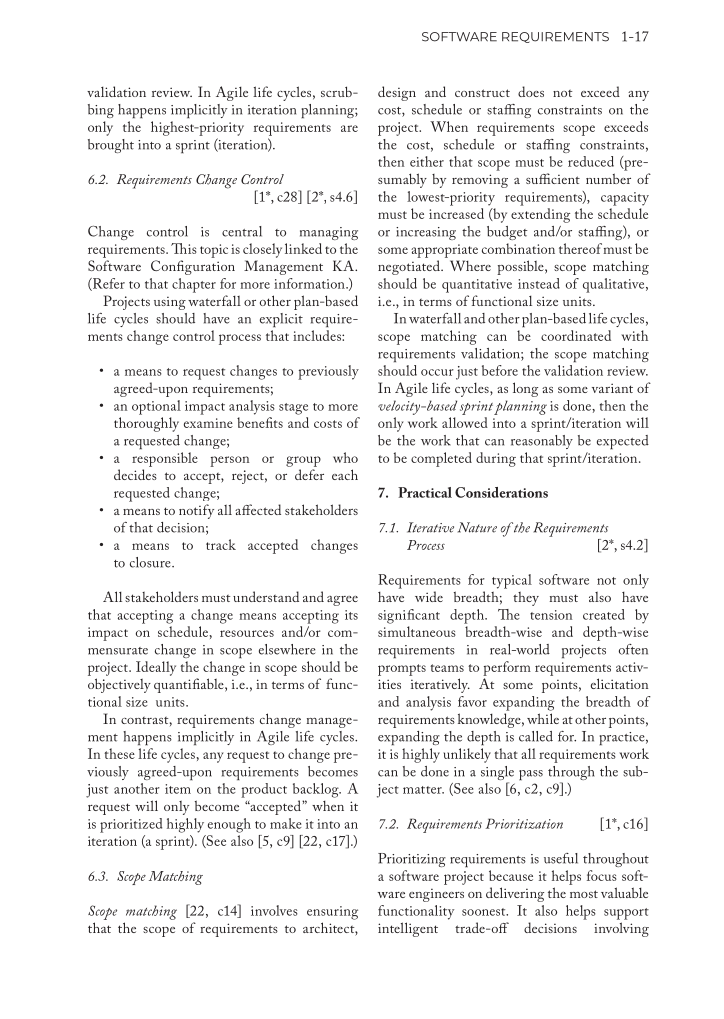 SOFTWARE REQUIREMENTS 1-17
validation review. In Agile life cycles, scrub-
bing happens implicitly in iteration planning;
only the highest-priority requirements are
brought into a sprint (iteration).
6.2. Requirements Change Control
[1*, c28] [2*, s4.6]
Change control is central to managing
requirements. This topic is closely linked to the
Software Configuration Management KA.
(Refer to that chapter for more information.)
Projects using waterfall or other plan-based
life cycles should have an explicit require-
ments change control process that includes:
• a means to request changes to previously
agreed-upon requirements;
• an optional impact analysis stage to more
thoroughly examine benefits and costs of
a requested change;
• a responsible person or group who
decides to accept, reject, or defer each
requested change;
• a means to notify all affected stakeholders
of that decision;
• a means to track accepted changes
to closure.
All stakeholders must understand and agree
that accepting a change means accepting its
impact on schedule, resources and/or com-
mensurate change in scope elsewhere in the
project. Ideally the change in scope should be
objectively quantifiable, i.e., in terms of func-
tional size units.
In contrast, requirements change manage-
ment happens implicitly in Agile life cycles.
In these life cycles, any request to change pre-
viously agreed-upon requirements becomes
just another item on the product backlog. A
request will only become “accepted” when it
is prioritized highly enough to make it into an
iteration (a sprint). (See also [5, c9] [22, c17].)
6.3. Scope Matching
Scope matching [22, c14] involves ensuring
that the scope of requirements to architect,
design and construct does not exceed any
cost, schedule or staffing constraints on the
project. When requirements scope exceeds
the cost, schedule or staffing constraints,
then either that scope must be reduced (pre-
sumably by removing a sufficient number of
the lowest-priority requirements), capacity
must be increased (by extending the schedule
or increasing the budget and/or staffing), or
some appropriate combination thereof must be
negotiated. Where possible, scope matching
should be quantitative instead of qualitative,
i.e., in terms of functional size units.
In waterfall and other plan-based life cycles,
scope matching can be coordinated with
requirements validation; the scope matching
should occur just before the validation review.
In Agile life cycles, as long as some variant of
velocity-based sprint planning is done, then the
only work allowed into a sprint/iteration will
be the work that can reasonably be expected
to be completed during that sprint/iteration.
7. Practical Considerations
7.1. Iterative Nature of the Requirements
Process [2*, s4.2]
Requirements for typical software not only
have wide breadth; they must also have
significant depth. The tension created by
simultaneous breadth-wise and depth-wise
requirements in real-world projects often
prompts teams to perform requirements activ-
ities iteratively. At some points, elicitation
and analysis favor expanding the breadth of
requirements knowledge, while at other points,
expanding the depth is called for. In practice,
it is highly unlikely that all requirements work
can be done in a single pass through the sub-
ject matter. (See also [6, c2, c9].)
7.2. Requirements Prioritization [1*, c16]
Prioritizing requirements is useful throughout
a software project because it helps focus soft-
ware engineers on delivering the most valuable
functionality soonest. It also helps support
intelligent trade-off decisions involving